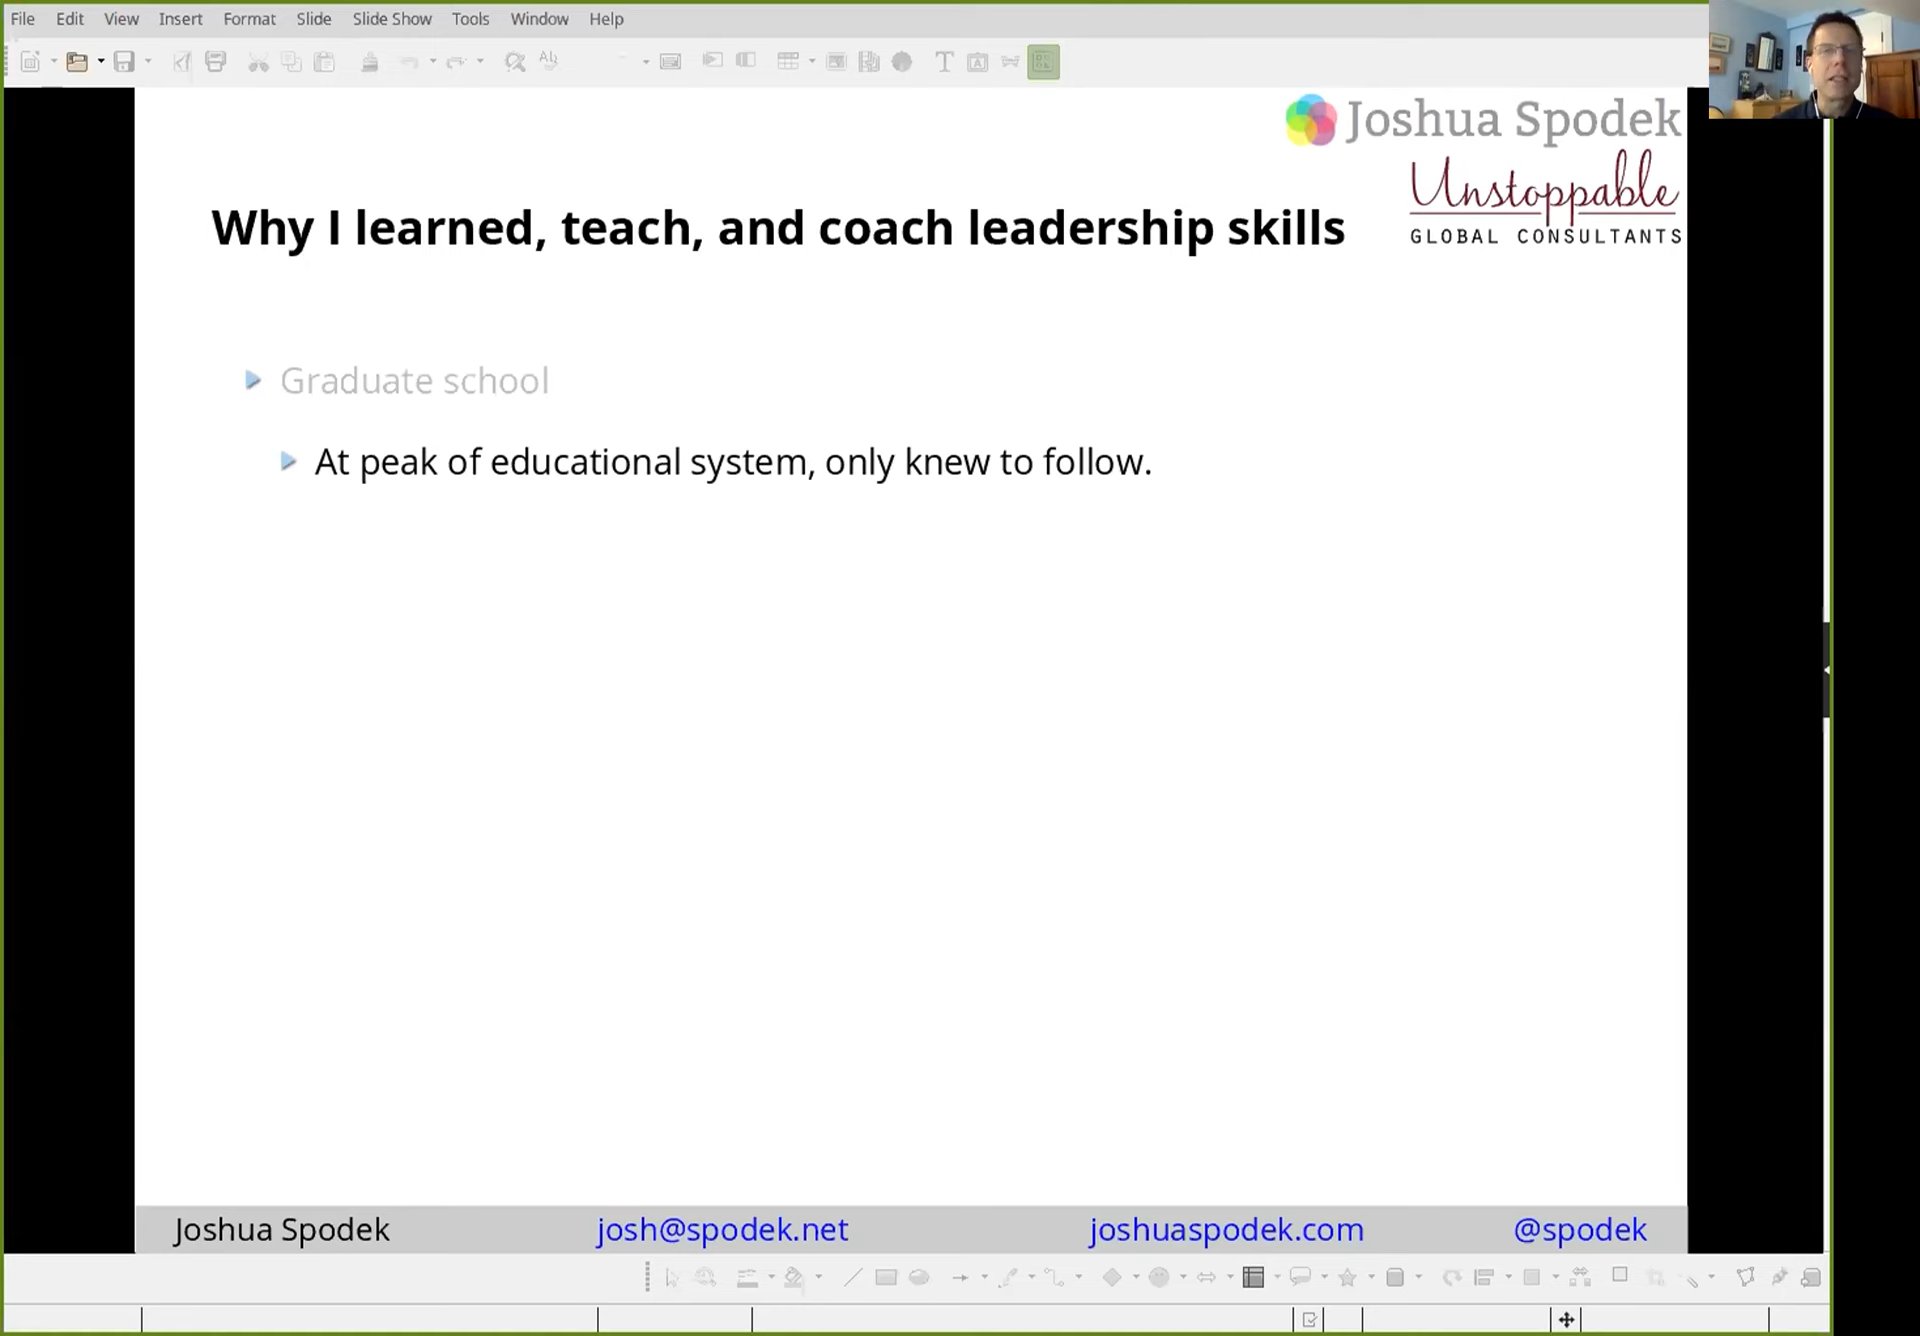 File Edit View Insert Format Slide Slide Show Tools Window Help
Joshua Spodek
Unstoppable
GLOBAL CONSULTANTS
Why I learned, teach, and coach leadership skills
Graduate school
At peak of educational system, only knew to follow.
Joshua Spodek josh@spodek.net joshuaspodek.com @spodek